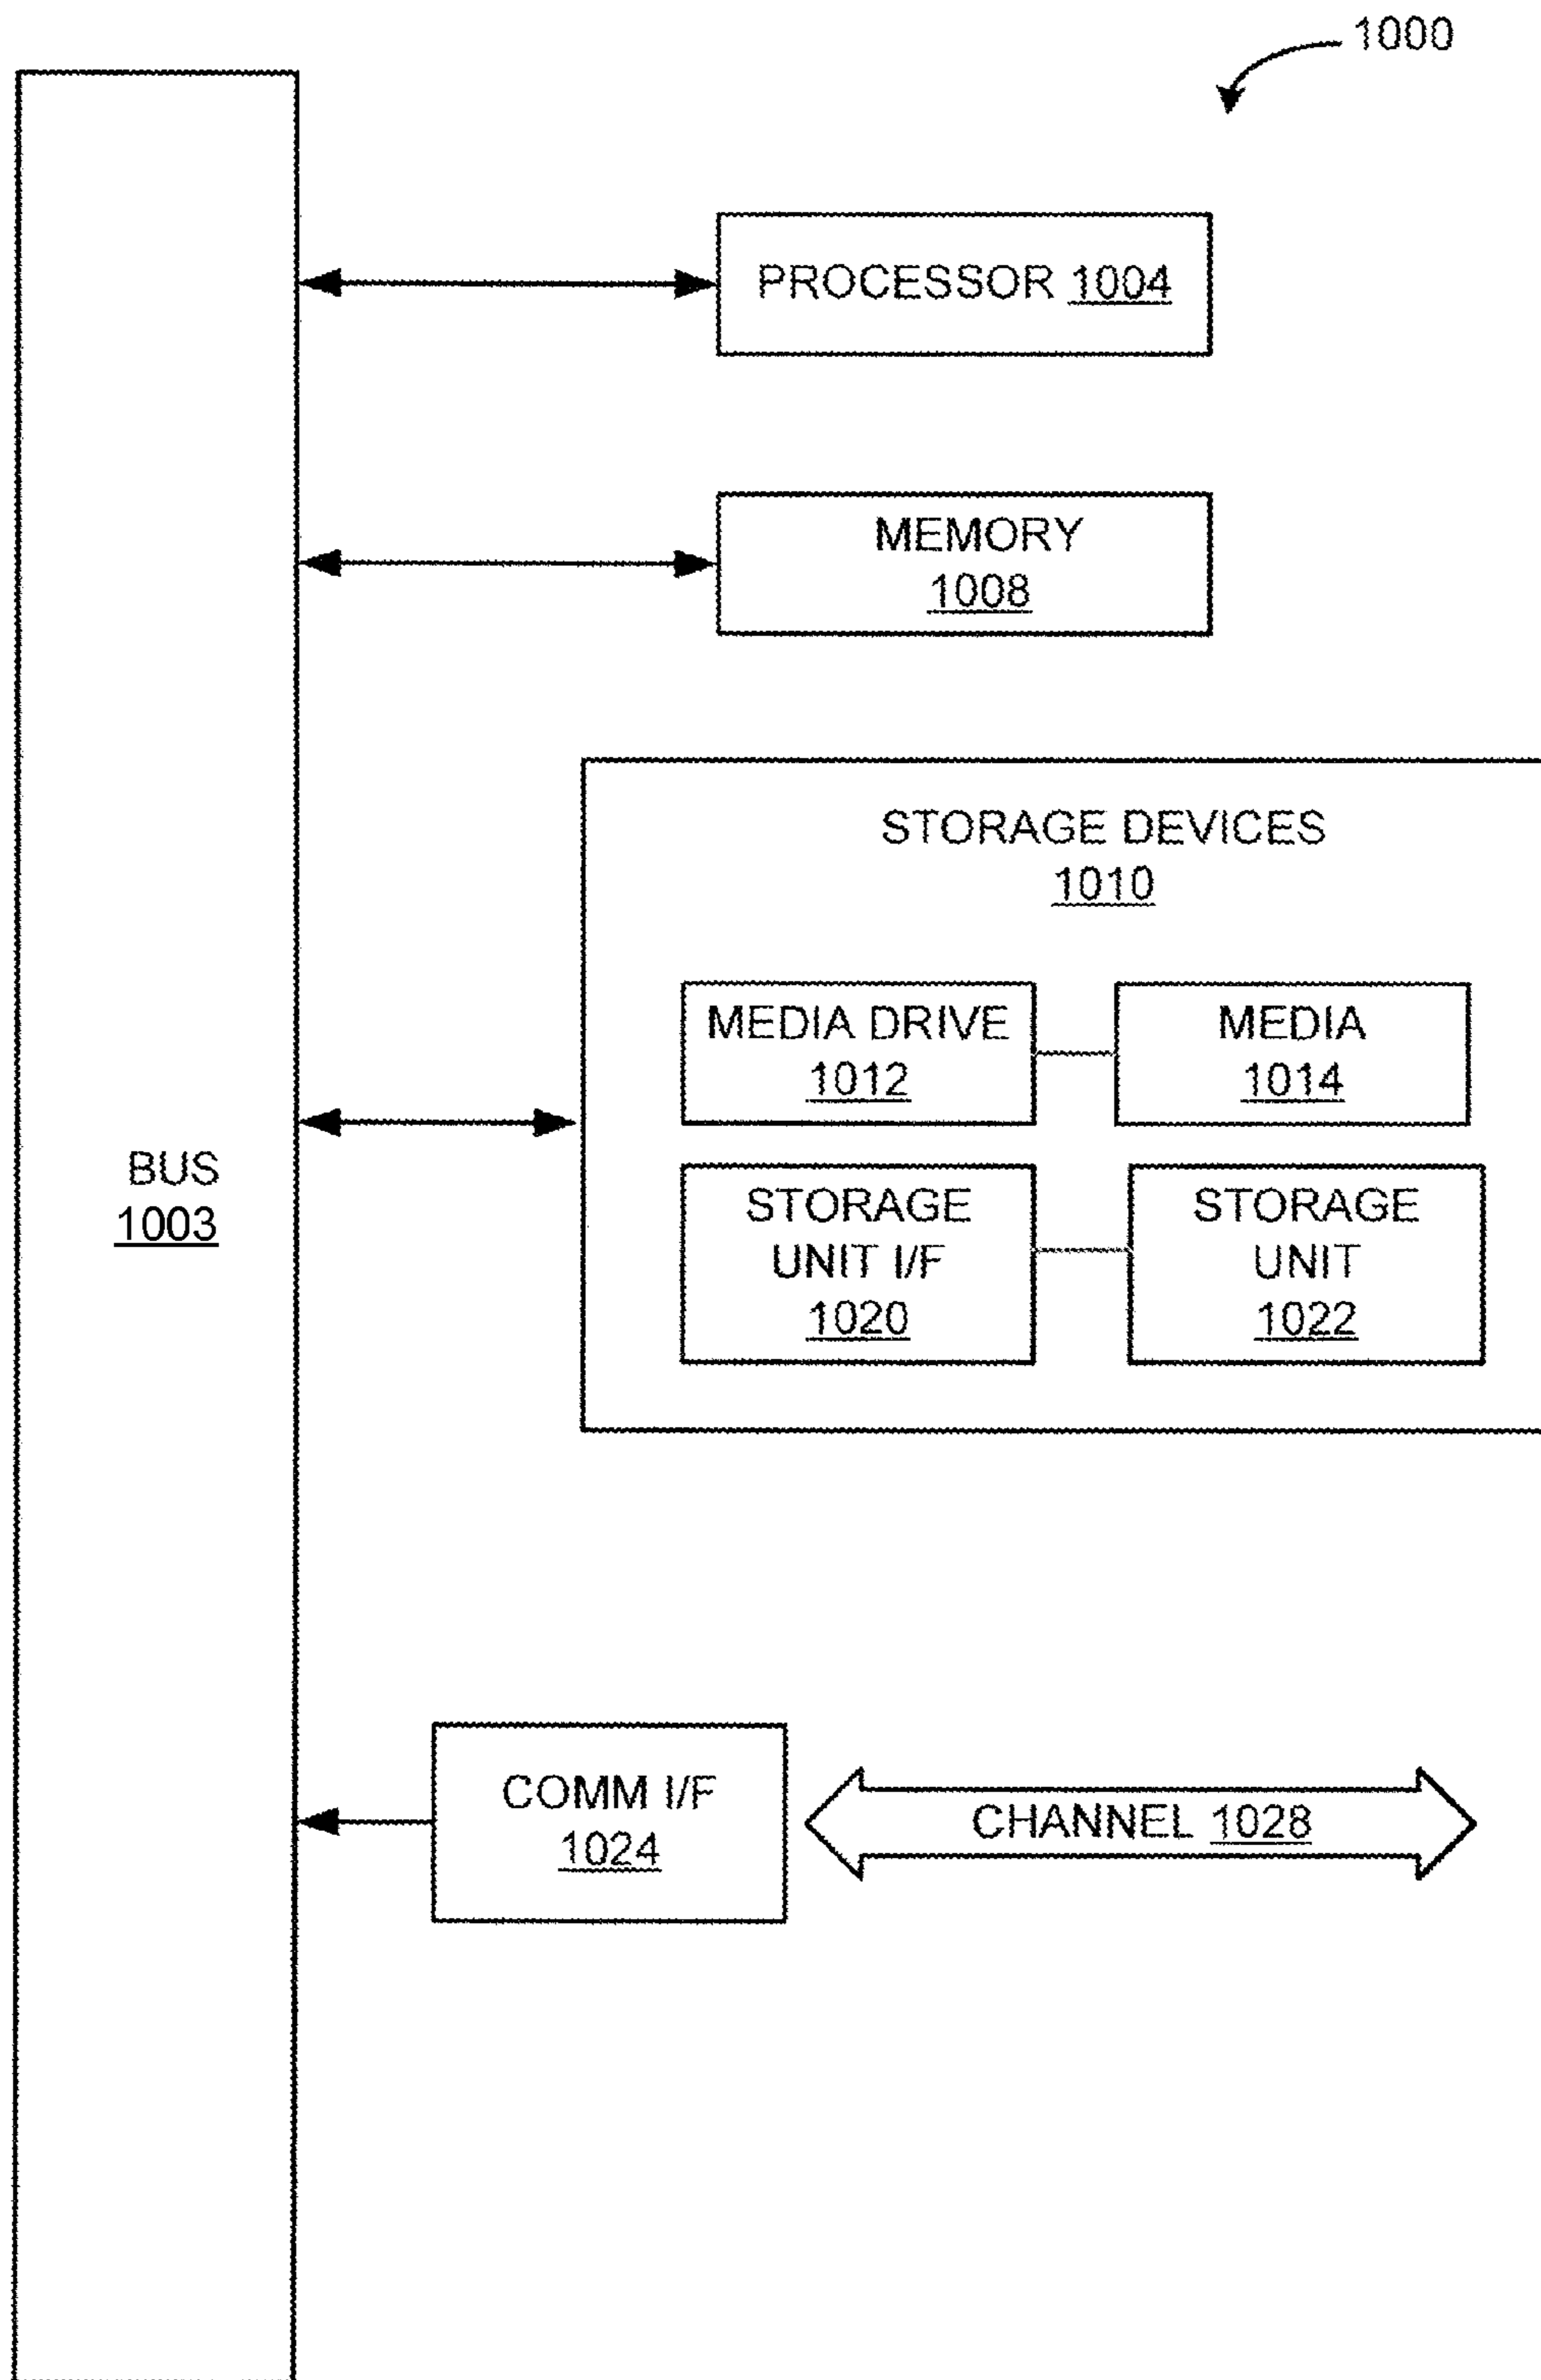 1000
PROCESSOR 1004
MEMORY
1008
STORAGE DEVICES
1010
MEDIA DRIVE
1012
MEDIA
1014
BUS
1003
STORAGE
UNIT I/F
1020
STORAGE
UNIT
1022
COMM I/F
1024
CHANNEL 1028